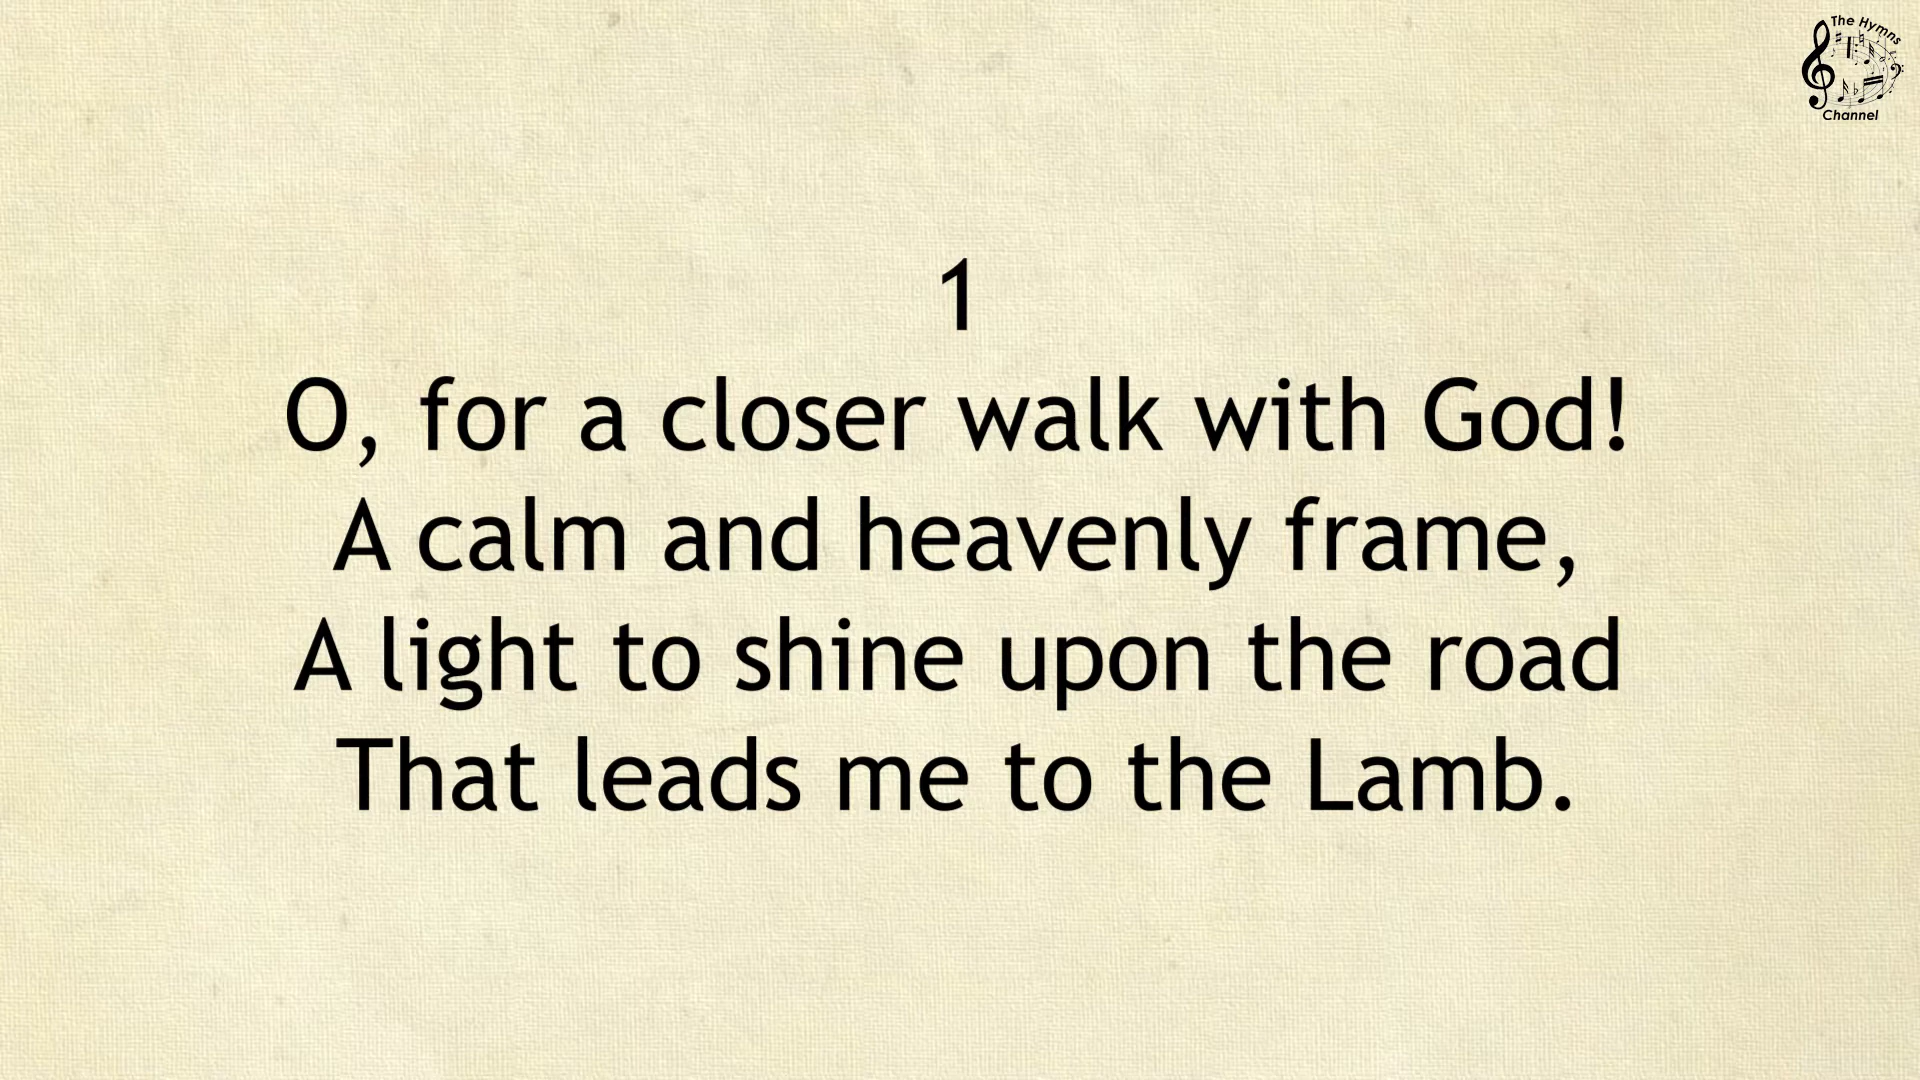 The Hymns
Channel
1
O, for a closer walk with God!
A calm and heavenly frame,
A light to shine upon the road
That leads me to the Lamb.